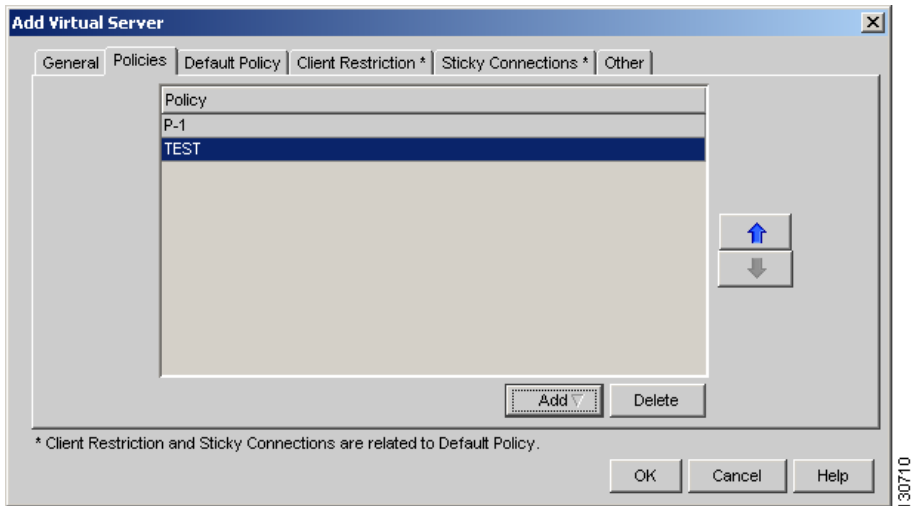 Add Virtual Server
General Policies Default Policy Client Restriction * Sticky Connections * Other
Policy
P-1
TEST
Add Delete
* Client Restriction and Sticky Connections are related to Default Policy.
OK Cancel Help
130710